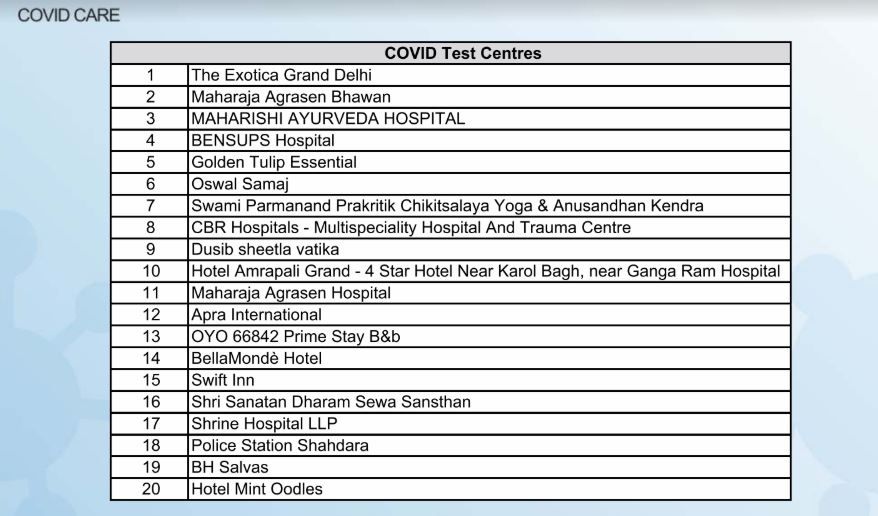 COVID CARE
COVID Test Centres
1 The Exotica Grand Delhi
2 Maharaja Agrasen Bhawan
3 MAHARISHI AYURVEDA HOSPITAL
4 BENSUPS Hospital
5 Golden Tulip Essential
6 Oswal Samaj
7 Swami Parmanand Prakritik Chikitsalaya Yoga & Anusandhan Kendra
8 CBR Hospitals - Multispeciality Hospital And Trauma Centre
9 Dusib sheetla vatika
10 Hotel Amrapali Grand - 4 Star Hotel Near Karol Bagh, near Ganga Ram Hospital
11 Maharaja Agrasen Hospital
12 Apra International
13 OYO 66842 Prime Stay B&b
14 BellaMondè Hotel
15 Swift Inn
16 Shri Sanatan Dharam Sewa Sansthan
17 Shrine Hospital LLP
18 Police Station Shahdara
19 BH Salvas
20 Hotel Mint Oodles